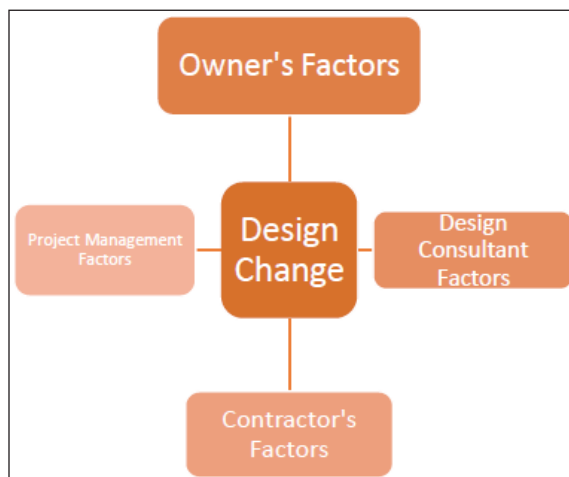 Owner's Factors
Project Management
Factors
Design
Change
Design
Consultant
Factors
Contractor's
Factors